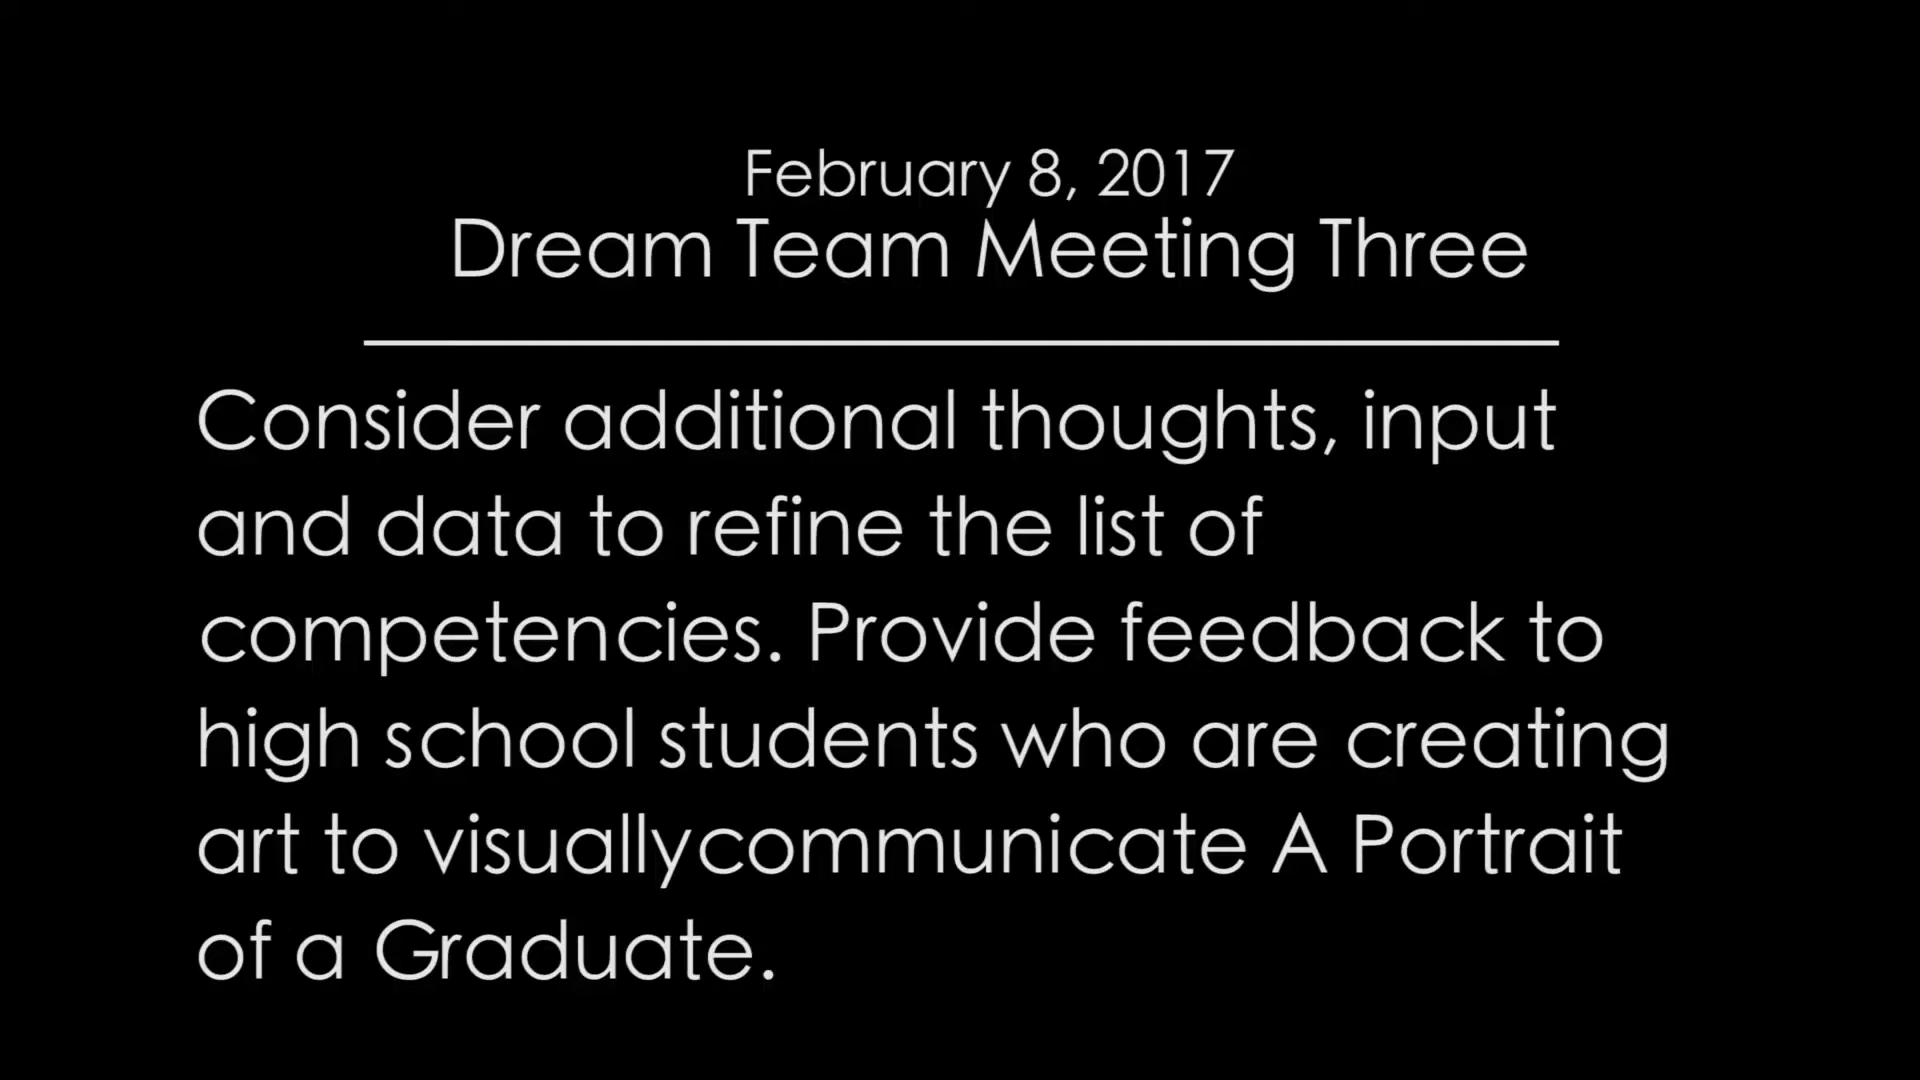 February 8, 2017
Dream Team Meeting Three
Consider additional thoughts, input
and data to refine the list of
competencies. Provide feedback to
high school students who are creating
art to visuallycommunicate A Portrait
of a Graduate.